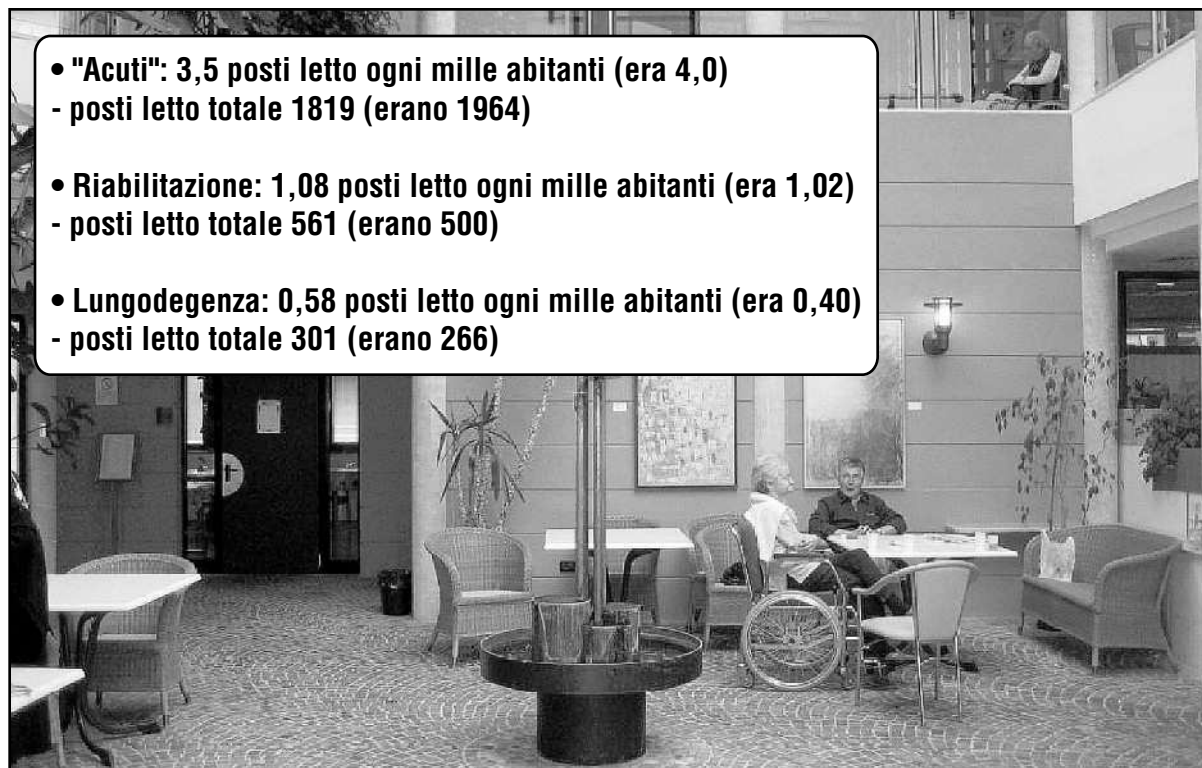 • "Acuti": 3,5 posti letto ogni mille abitanti (era 4,0)
- posti letto totale 1819 (erano 1964)
• Riabilitazione: 1,08 posti letto ogni mille abitanti (era 1,02)
- posti letto totale 561 (erano 500)
• Lungodegenza: 0,58 posti letto ogni mille abitanti (era 0,40)
- posti letto totale 301 (erano 266)